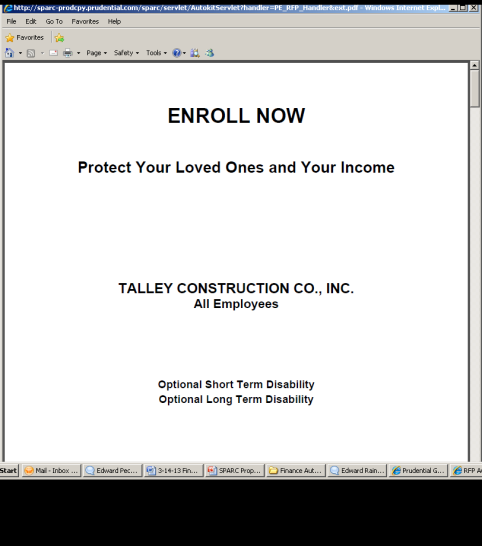 http://sparc-prodcpy.prudential.com/sparc/servlet/AutokitServlet?handler=PE_RFP_Handler&ext.pdf - Windows Internet Expl...
File Edit Go To Favorites Help
Favorites
Page Safety Tools
ENROLL NOW
Protect Your Loved Ones and Your Income
TALLEY CONSTRUCTION CO., INC.
All Employees
Optional Short Term Disability
Optional Long Term Disability
Start Mail - Inbox ... Edward Pec... 3-14-13 Fin... SPARC Prop... Finance Aut... Edward Rain... Prudential G... RFP A